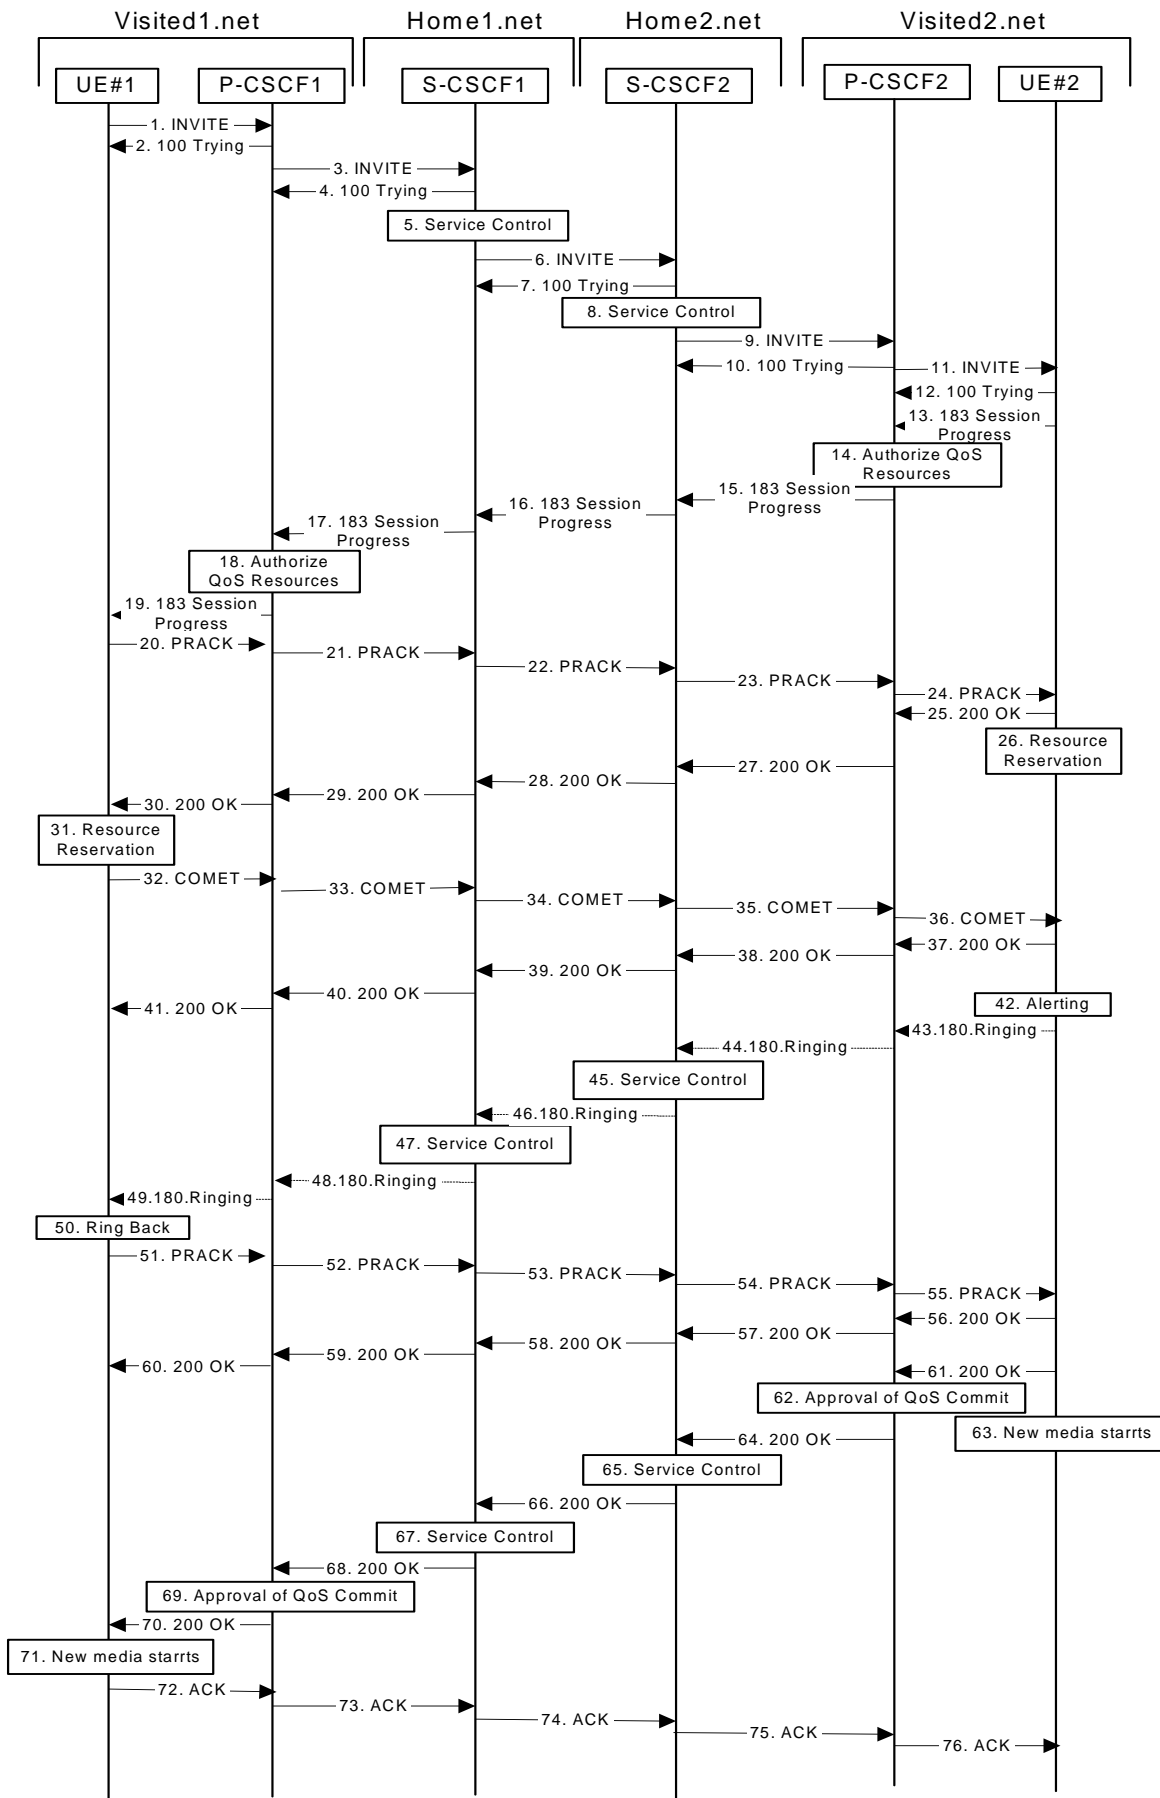 Visited1.net
Home1.net
Home2.net
Visited2.net
UE#1
P-CSCF1
S-CSCF1
S-CSCF2
P-CSCF2
UE#2
1. INVITE
2. 100 Trying
3. INVITE
4. 100 Trying
5. Service Control
6. INVITE
7. 100 Trying
8. Service Control
9. INVITE
10. 100 Trying
11. INVITE
12. 100 Trying
13. 183 Session
Progress
14. Authorize QoS
Resources
15. 183 Session
Progress
16. 183 Session
Progress
17. 183 Session
Progress
18. Authorize
QoS Resources
19. 183 Session
Progress
20. PRACK
21. PRACK
22. PRACK
23. PRACK
24. PRACK
25. 200 OK
26. Resource
Reservation
27. 200 OK
28. 200 OK
29. 200 OK
30. 200 OK
31. Resource
Reservation
32. COMET
33. COMET
34. COMET
35. COMET
36. COMET
37. 200 OK
38. 200 OK
39. 200 OK
40. 200 OK
41. 200 OK
42. Alerting
43.180.Ringing
44.180.Ringing
45. Service Control
46.180.Ringing
47. Service Control
48.180.Ringing
49.180.Ringing
50. Ring Back
51. PRACK
52. PRACK
53. PRACK
54. PRACK
55. PRACK
56. 200 OK
57. 200 OK
58. 200 OK
59. 200 OK
60. 200 OK
61. 200 OK
62. Approval of QoS Commit
63. New media starrts
64. 200 OK
65. Service Control
66. 200 OK
67. Service Control
68. 200 OK
69. Approval of QoS Commit
70. 200 OK
71. New media starrts
72. ACK
73. ACK
74. ACK
75. ACK
76. ACK